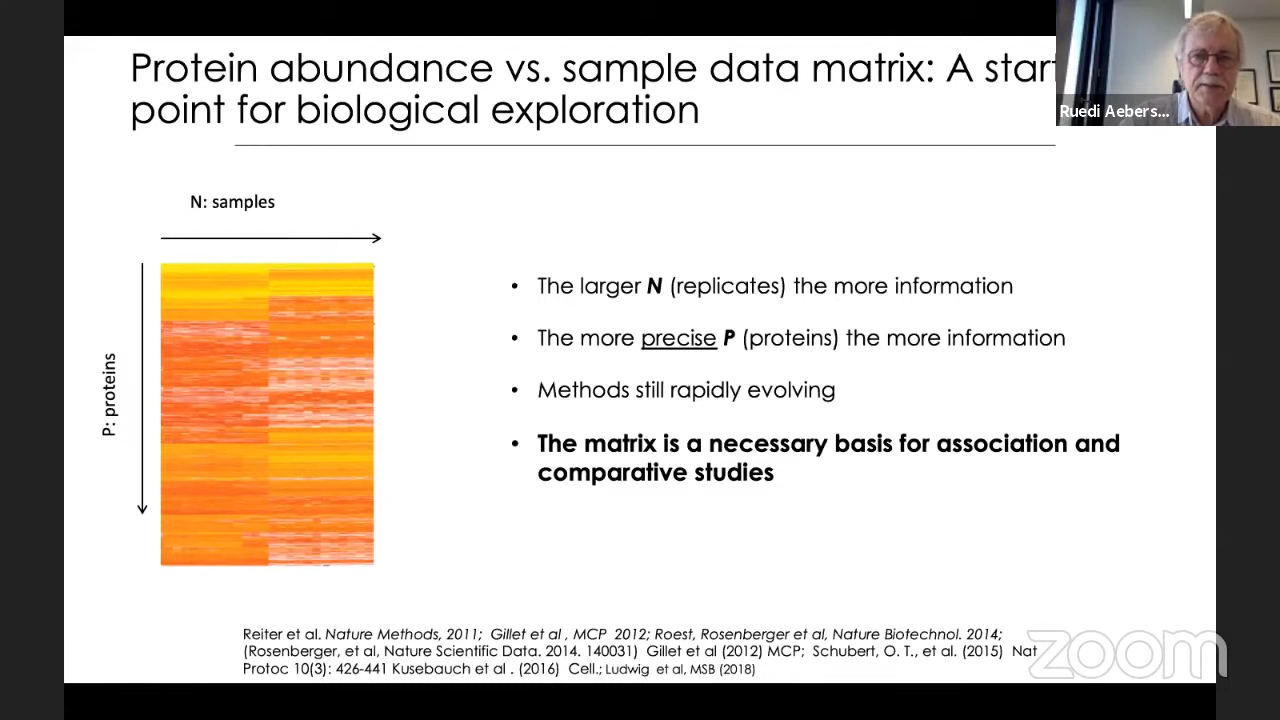 Protein abundance vs. sample data matrix: A start
point for biological exploration
Ruedi Aebers...
N: samples
P: proteins
• The larger N (replicates) the more information
• The more precise P (proteins) the more information
• Methods still rapidly evolving
• The matrix is a necessary basis for association and
comparative studies
Reiter et al. Nature Methods, 2011; Gillet et al , MCP 2012; Roest, Rosenberger et al, Nature Biotechnol. 2014;
(Rosenberger, et al, Nature Scientific Data. 2014. 140031) Gillet et al (2012) MCP; Schubert, O. T., et al. (2015) Nat
Protoc 10(3): 426-441 Kusebauch et al . (2016) Cell.; Ludwig et al, MSB (2018)
zoom